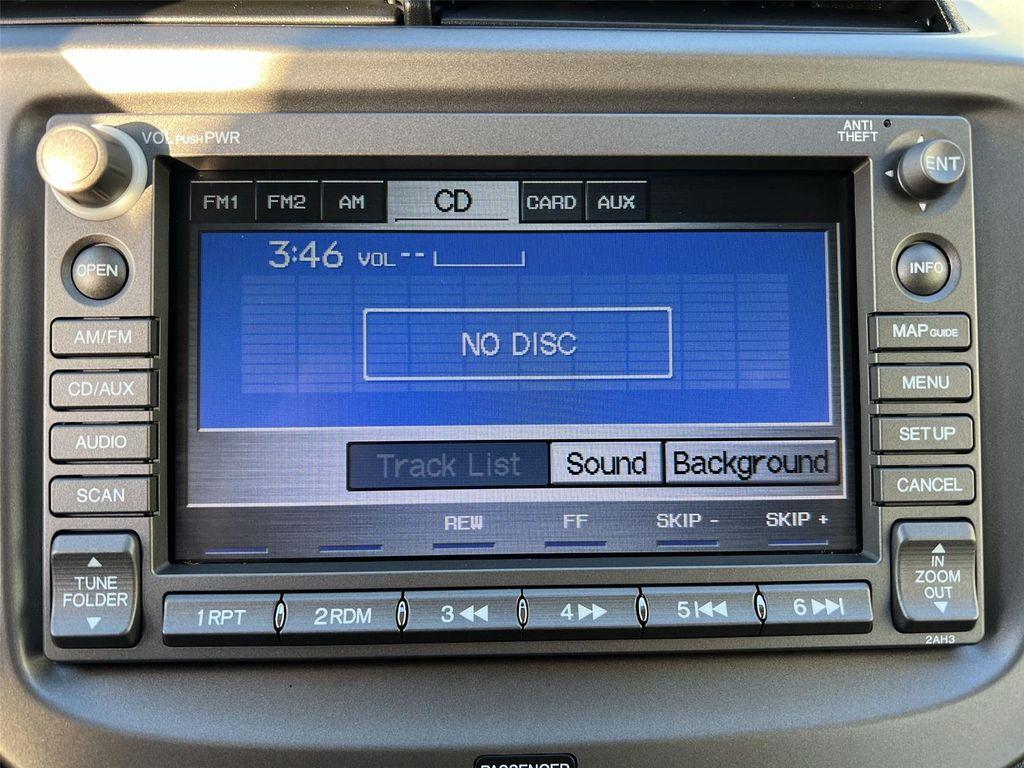 VOL PUSH PWR
ANTI
THEFT
ENT
FM1 FM2 AM CD CARD AUX
3:46 VOL --
OPEN
INFO
AM/FM
MAP GUIDE
NO DISC
CD/AUX
MENU
AUDIO
SETUP
Track List Sound Background
SCAN
CANCEL
REW FF SKIP - SKIP +
TUNE
FOLDER
IN
ZOOM
OUT
1RPT 2RDM 3 4 5 6
2AH3
PASSENGER